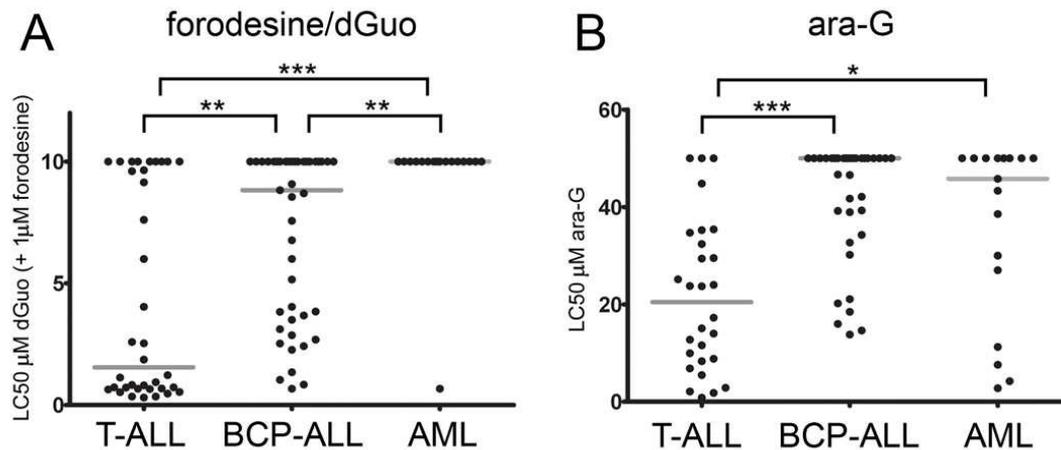 A forodesine/dGuo
***
** **
LC50 µM dGuo (+ 1µM forodesine)
10
5
0
T-ALL BCP-ALL AML
B ara-G
*
***
LC50 µM ara-G
60
40
20
0
T-ALL BCP-ALL AML